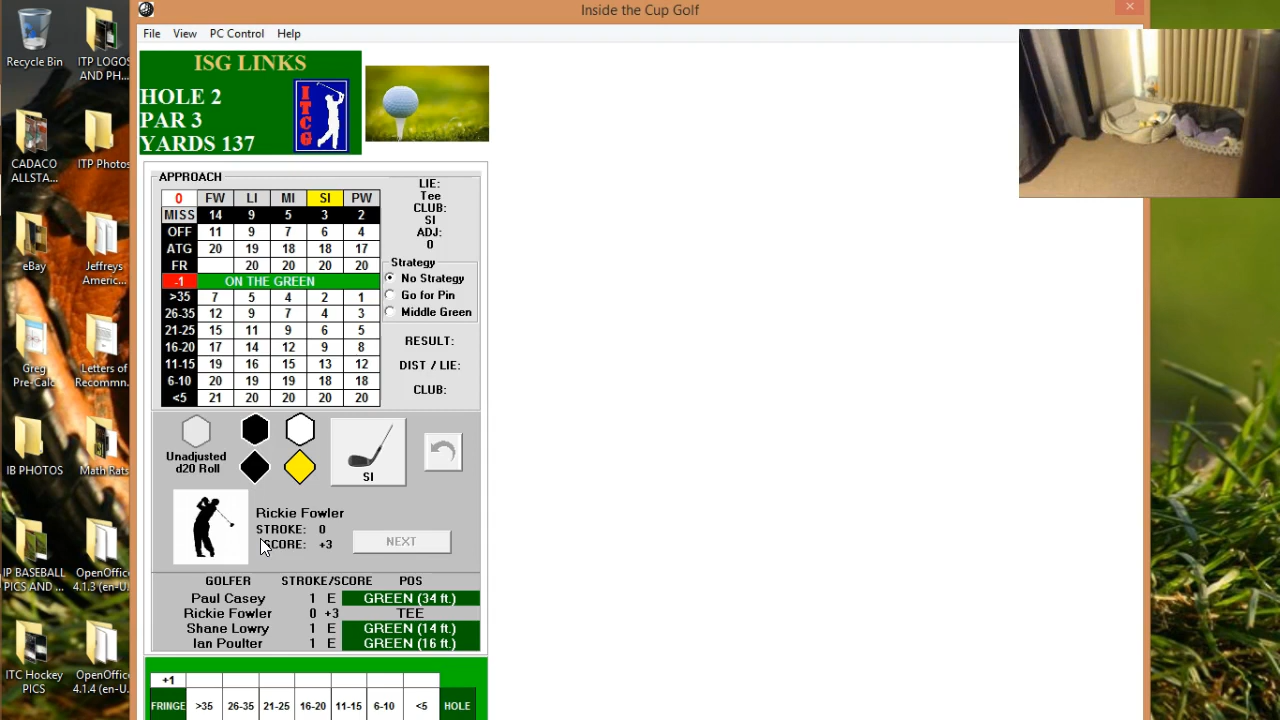 Inside the Cup Golf
File View PC Control Help
Recycle Bin
ITP LOGOS
AND PH...
CADACO
ALLSTA...
ITP Photos
eBay
Jeffreys
Americ...
Greg
Pre-Calc
Letters of
Recommn...
IB PHOTOS
Math Rats
IP BASEBALL
PICS AND ...
OpenOffic
4.1.3 (en-U...
ITC Hockey
PICS
OpenOffic
4.1.4 (en-U...
ISG LINKS
HOLE 2
PAR 3
YARDS 137
ITCG
APPROACH
0 FW LI MI SI PW
MISS 14 9 5 3 2
OFF 11 9 7 6 4
ATG 20 19 18 18 17
FR 20 20 20 20
-1 ON THE GREEN
>35 7 5 4 2 1
26-35 12 9 7 4 3
21-25 15 11 9 6 5
16-20 17 14 12 9 8
11-15 19 16 15 13 12
6-10 20 19 19 18 18
<5 21 20 20 20 20
LIE:
Tee
CLUB:
SI
ADJ:
0
Strategy
No Strategy
Go for Pin
Middle Green
RESULT:
DIST / LIE:
CLUB:
Unadjusted
d20 Roll
SI
Rickie Fowler
STROKE: 0
SCORE: +3
NEXT
GOLFER STROKE/SCORE POS
Paul Casey 1 E GREEN (34 ft.)
Rickie Fowler 0 +3 TEE
Shane Lowry 1 E GREEN (14 ft.)
Ian Poulter 1 E GREEN (16 ft.)
+1
FRINGE >35 26-35 21-25 16-20 11-15 6-10 <5 HOLE